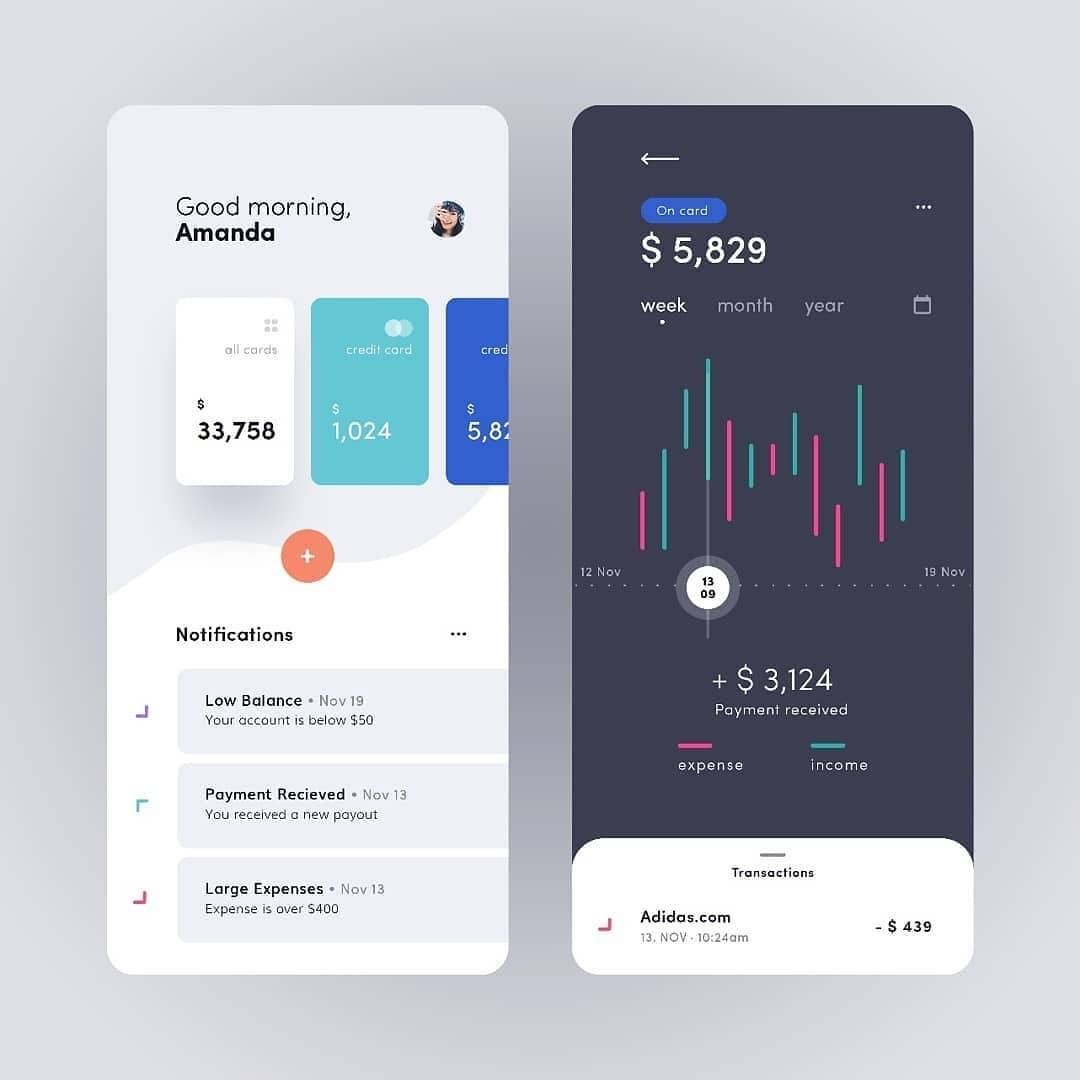 Good morning,
Amanda
all cards
$
33,758
credit card
$
1,024
cred
$
5,82
+
Notifications
Low Balance • Nov 19
Your account is below $50
Payment Recieved • Nov 13
You received a new payout
Large Expenses • Nov 13
Expense is over $400
On card
$ 5,829
week month year
12 Nov
19 Nov
13
09
+ $ 3,124
Payment received
expense
income
Transactions
Adidas.com
13. NOV · 10:24am
- $ 439